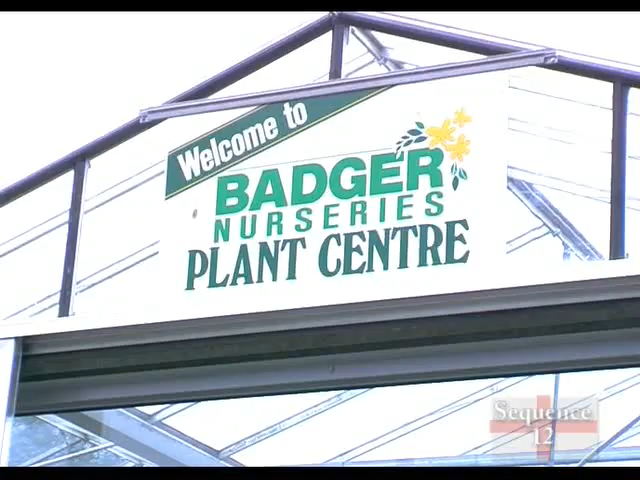 Welcome to
BADGER
NURSERIES
PLANT CENTRE
Sequence
12